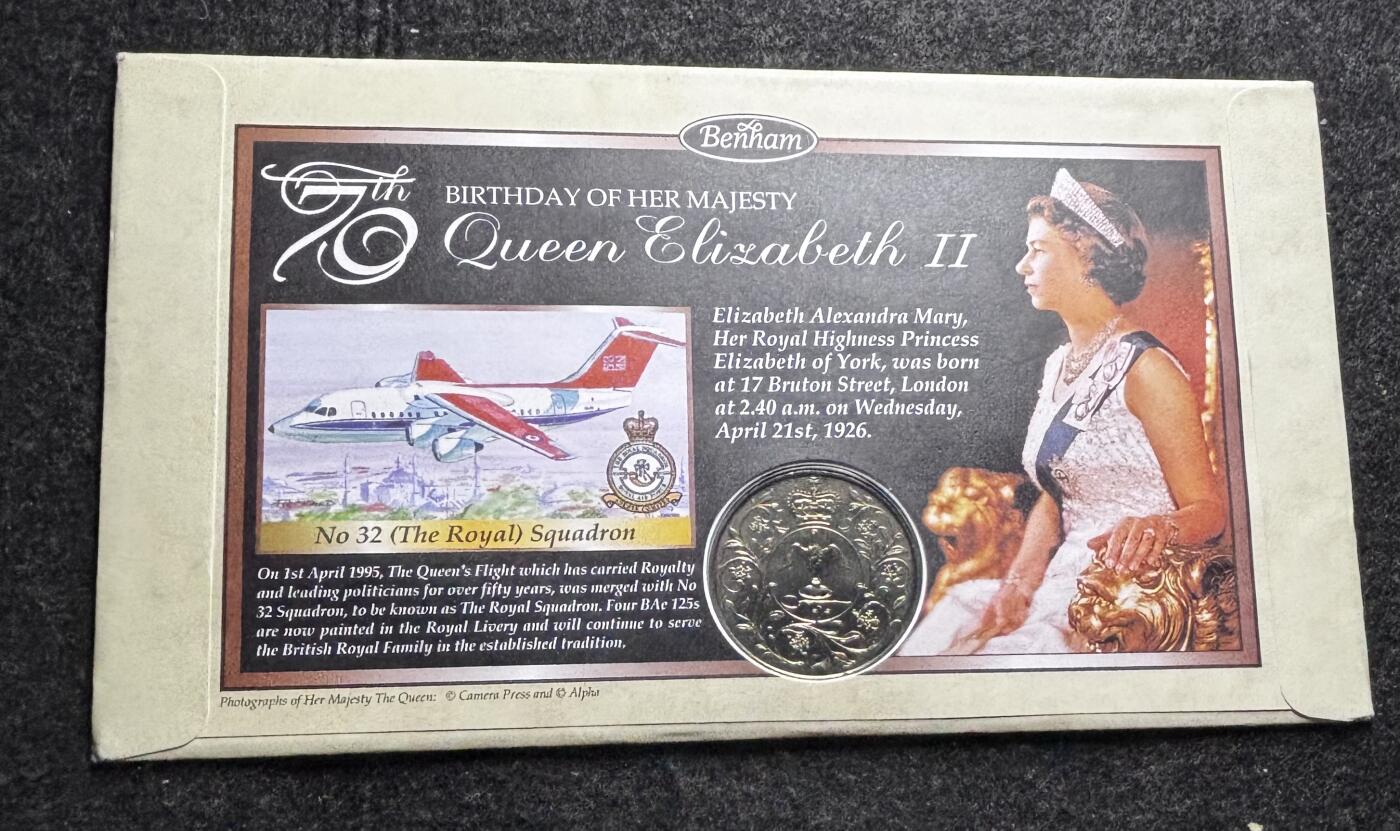 Benham
70th
BIRTHDAY OF HER MAJESTY
Queen Elizabeth II
Elizabeth Alexandra Mary,
Her Royal Highness Princess
Elizabeth of York, was born
at 17 Bruton Street, London
at 2.40 a.m. on Wednesday,
April 21st, 1926.
No 32 (The Royal) Squadron
On 1st April 1995, The Queen's Flight which has carried Royalty
and leading politicians for over fifty years, was merged with No
32 Squadron, to be known as The Royal Squadron. Four BAe 125s
are now painted in the Royal Livery and will continue to serve
the British Royal Family in the established tradition.
Photographs of Her Majesty The Queen: © Camera Press and © Alpha